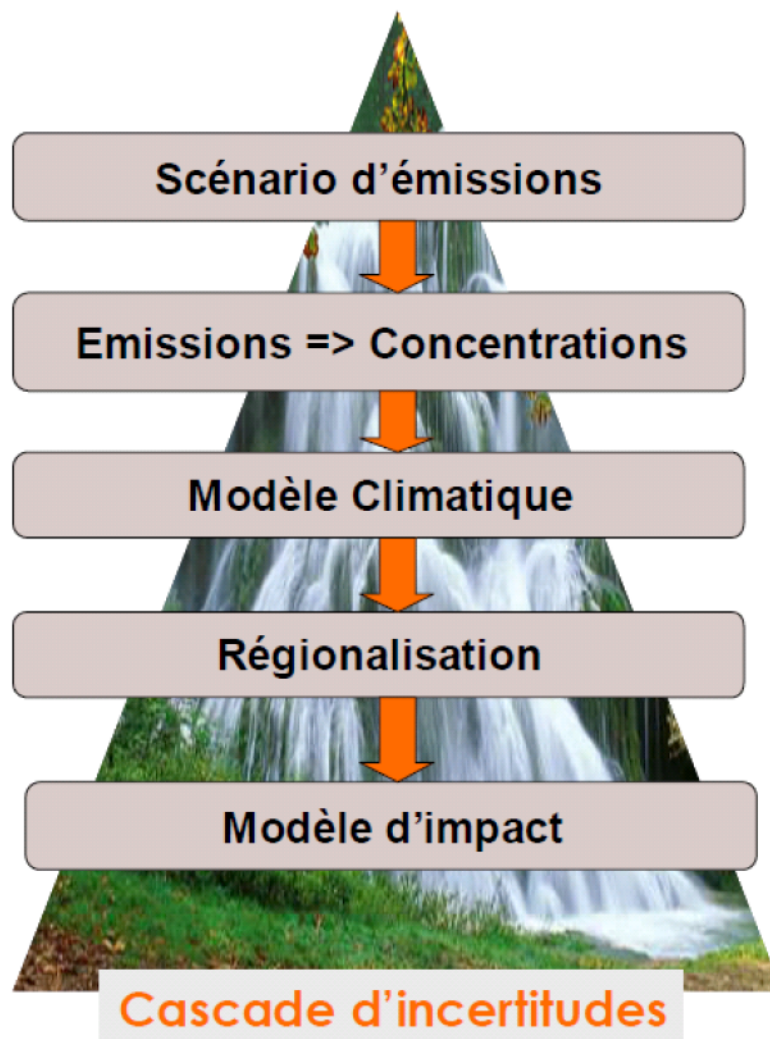 Scénario d’émissions
Emissions => Concentrations
Modèle Climatique
Régionalisation
Modèle d’impact
Cascade d’incertitudes